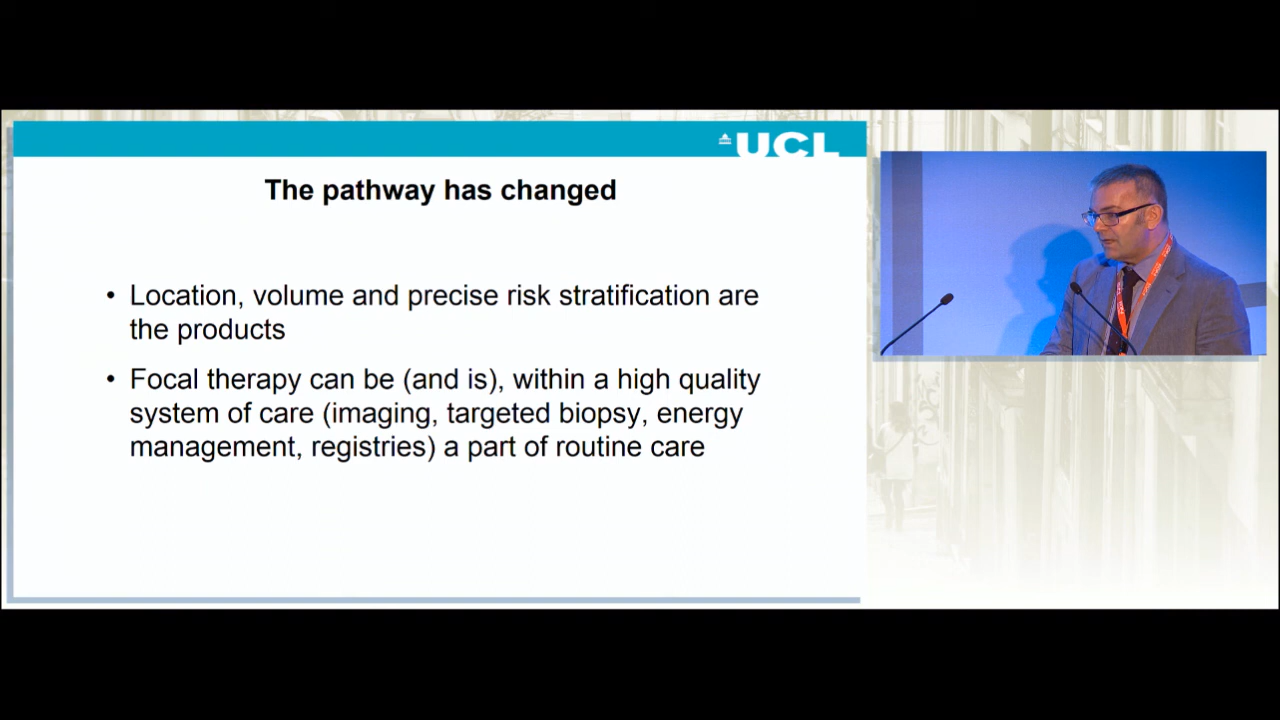 UCL
The pathway has changed
• Location, volume and precise risk stratification are
the products
• Focal therapy can be (and is), within a high quality
system of care (imaging, targeted biopsy, energy
management, registries) a part of routine care